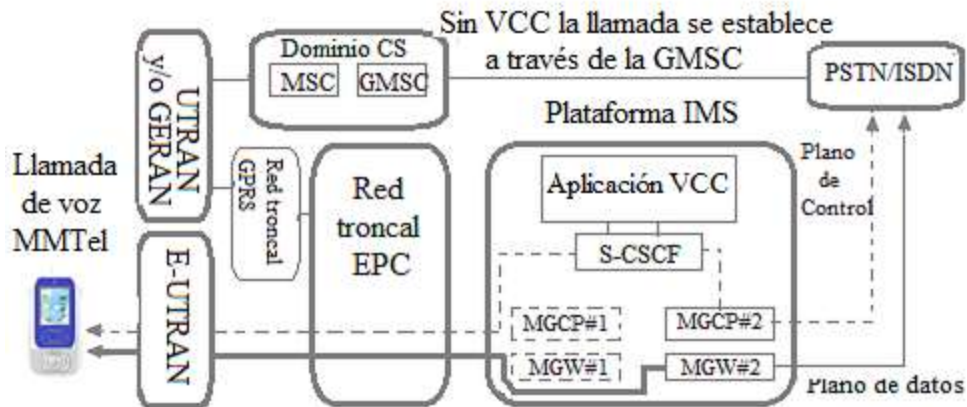 Sin VCC la llamada se establece
a través de la GMSC
Dominio CS
MSC
GMSC
PSTN/ISDN
UTRAN
y/o GERAN
Plataforma IMS
Llamada
de voz
MMTel
Red troncal
GPRS
Red
troncal
EPC
Aplicación VCC
Plano
de
Control
S-CSCF
E-UTRAN
MGCP#1
MGCP#2
MGW#1
MGW#2
Plano de datos